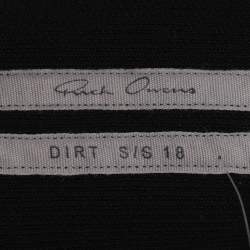 Rick Owens
DIRT S/S 18